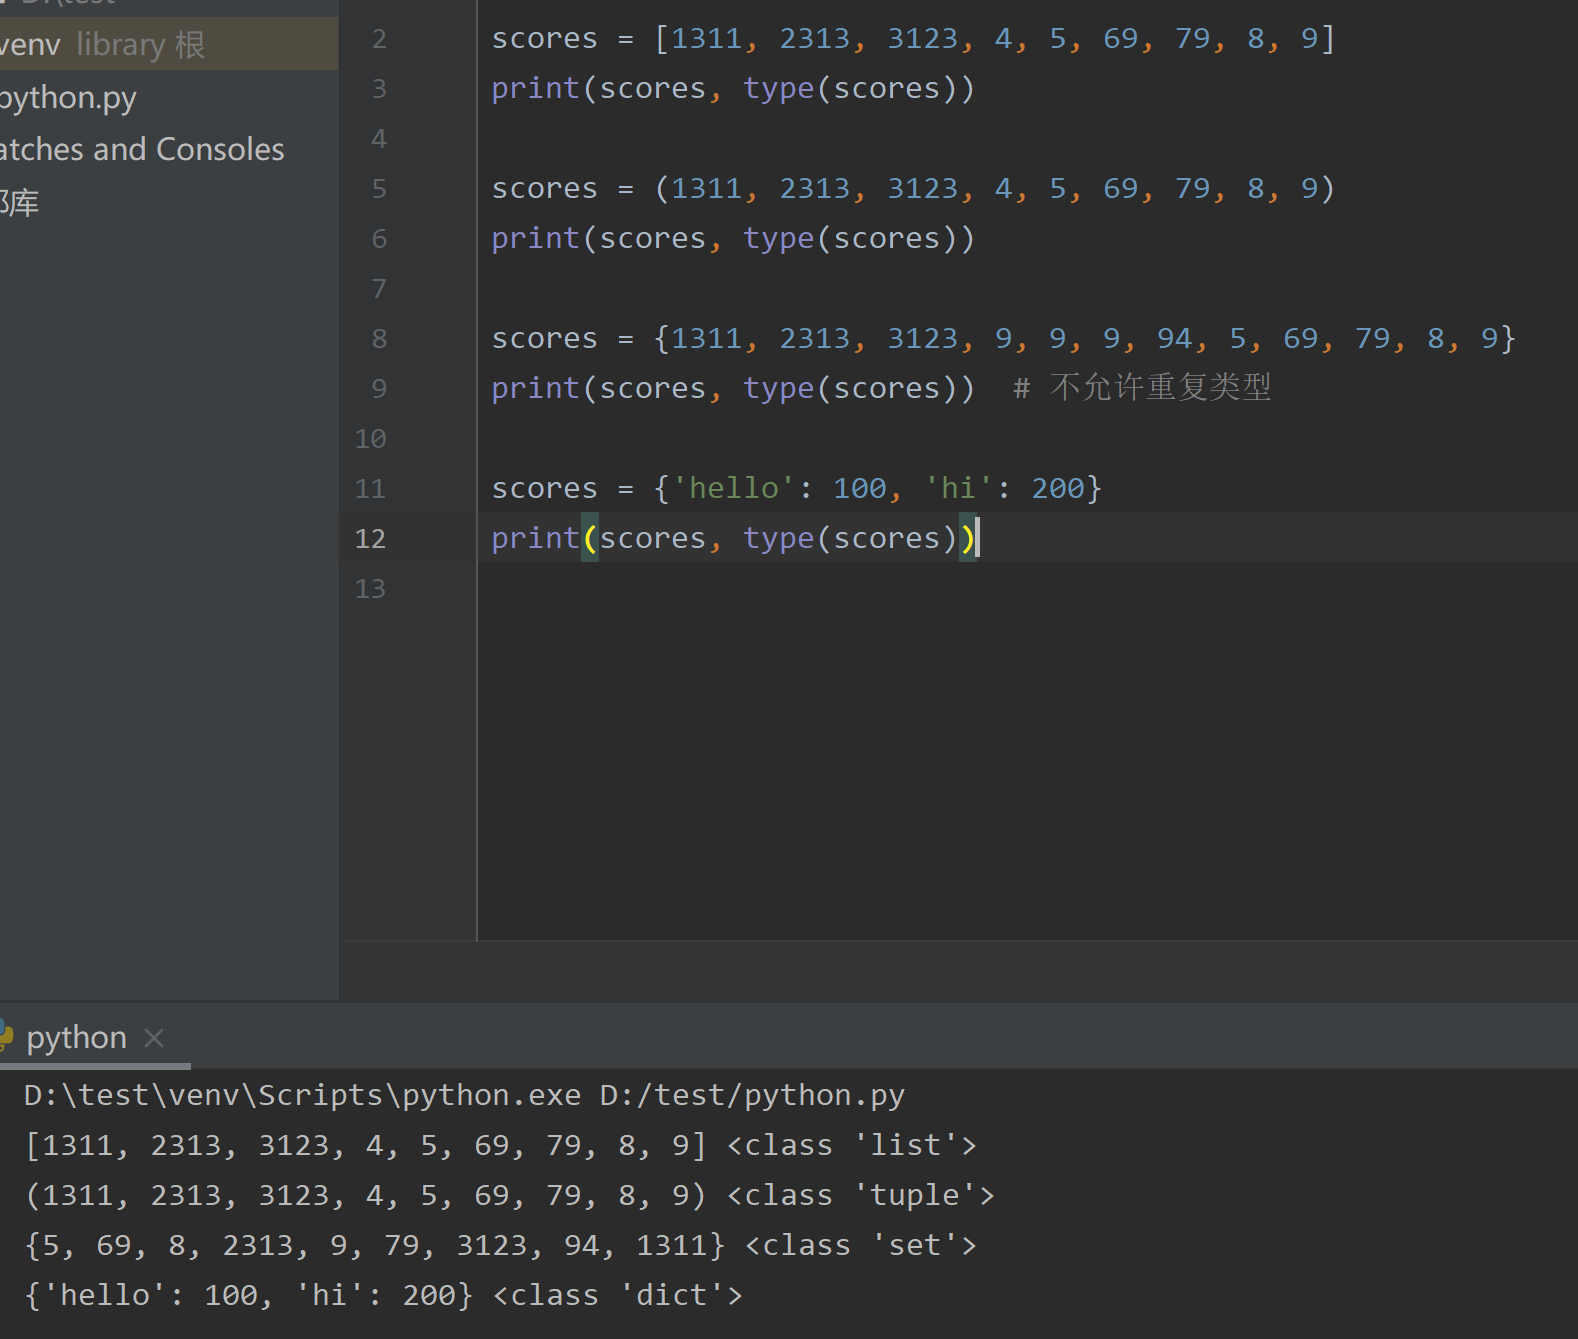 venv library 根
python.py
and Consoles
库
2 scores = [1311, 2313, 3123, 4, 5, 69, 79, 8, 9]
3 print(scores, type(scores))
4
5 scores = (1311, 2313, 3123, 4, 5, 69, 79, 8, 9)
6 print(scores, type(scores))
7
8 scores = {1311, 2313, 3123, 9, 9, 9, 94, 5, 69, 79, 8, 9}
9 print(scores, type(scores))  # 不允许重复类型
10
11 scores = {'hello': 100, 'hi': 200}
12 print(scores, type(scores))
13
python ×
D:\test\venv\Scripts\python.exe D:/test/python.py
[1311, 2313, 3123, 4, 5, 69, 79, 8, 9] <class 'list'>
(1311, 2313, 3123, 4, 5, 69, 79, 8, 9) <class 'tuple'>
{5, 69, 8, 2313, 9, 79, 3123, 94, 1311} <class 'set'>
{'hello': 100, 'hi': 200} <class 'dict'>